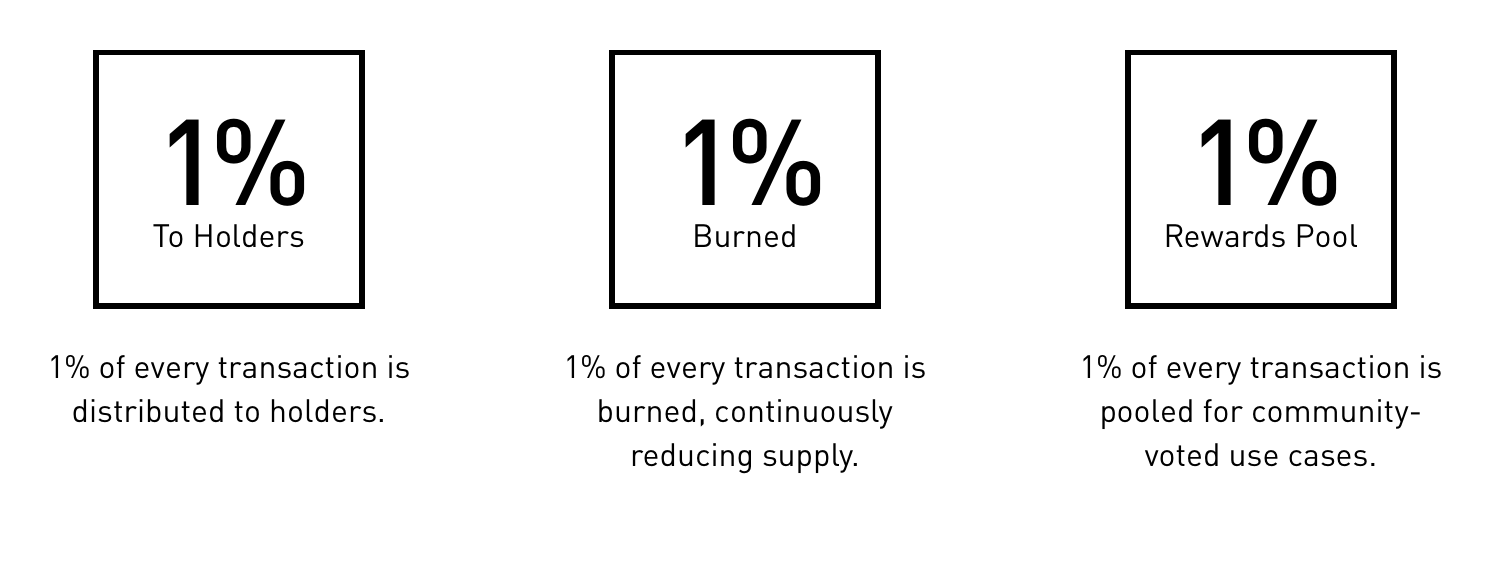 1%
To Holders
1% of every transaction is
distributed to holders.
1%
Burned
1% of every transaction is
burned, continuously
reducing supply.
1%
Rewards Pool
1% of every transaction is
pooled for community-
voted use cases.